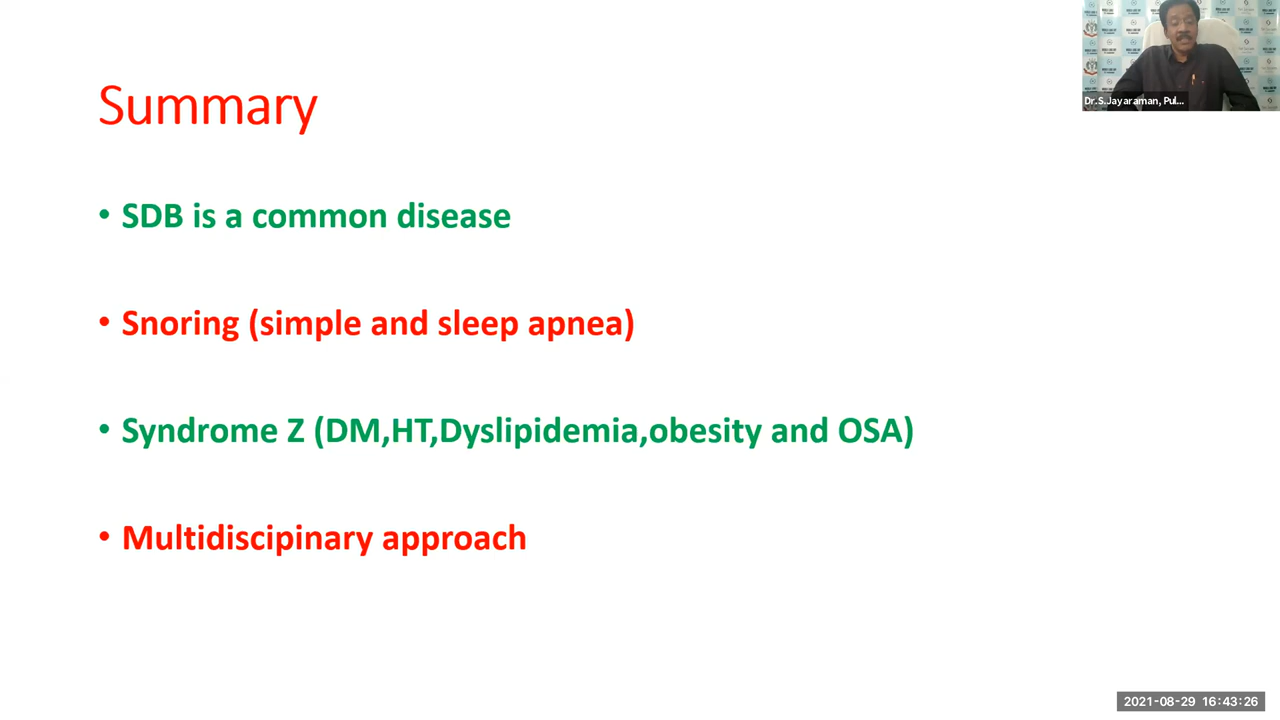 Summary
• SDB is a common disease
• Snoring (simple and sleep apnea)
• Syndrome Z (DM,HT,Dyslipidemia,obesity and OSA)
• Multidiscipinary approach
Dr.S.Jayaraman, Pul...
2021-08-29 16:43:26